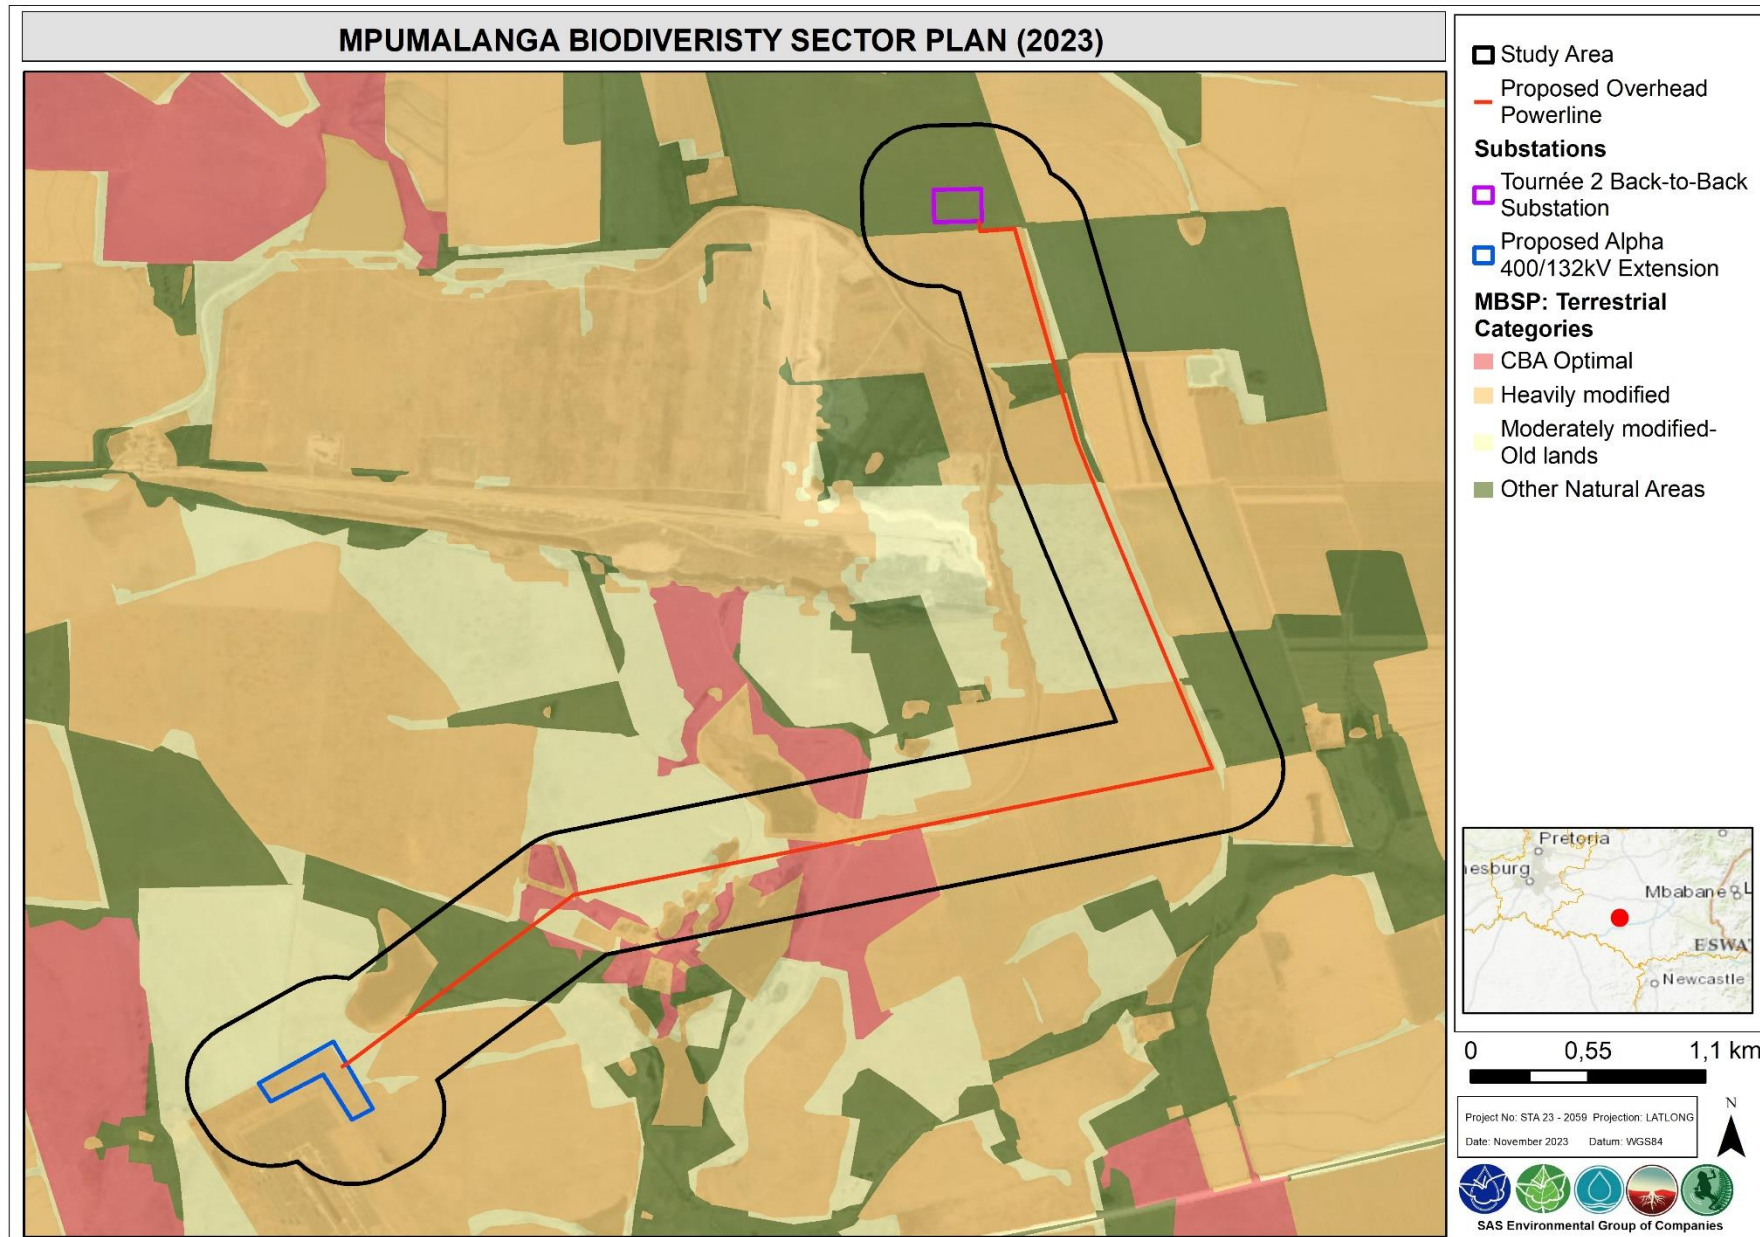 MPUMALANGA BIODIVERISTY SECTOR PLAN (2023)
Study Area
Proposed Overhead
Powerline
Substations
Tournée 2 Back-to-Back
Substation
Proposed Alpha
400/132kV Extension
MBSP: Terrestrial
Categories
CBA Optimal
Heavily modified
Moderately modified-
Old lands
Other Natural Areas
Pretoria
nesburg
Mbabane
L
ESWA
Newcastle
0 0,55 1,1 km
Project No: STA 23 - 2059 Projection: LATLONG
Date: November 2023 Datum: WGS84
N
SAS Environmental Group of Companies